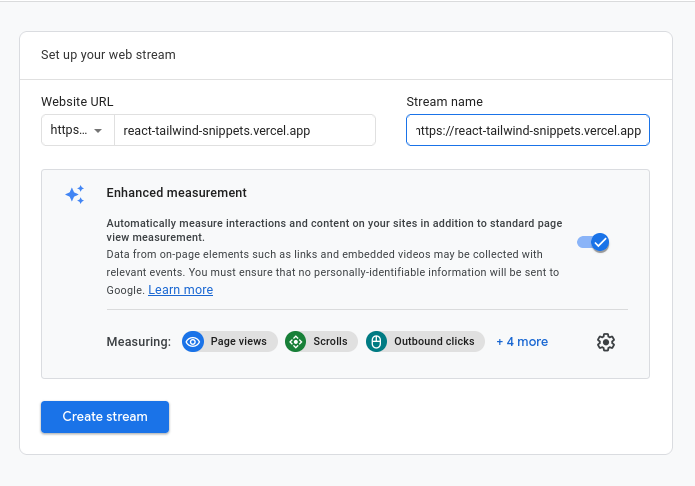 Set up your web stream
Website URL
Stream name
https...
react-tailwind-snippets.vercel.app
ttps://react-tailwind-snippets.vercel.app
Enhanced measurement
Automatically measure interactions and content on your sites in addition to standard page
view measurement.
Data from on-page elements such as links and embedded videos may be collected with
relevant events. You must ensure that no personally-identifiable information will be sent to
Google. Learn more
Measuring: Page views Scrolls Outbound clicks + 4 more
Create stream